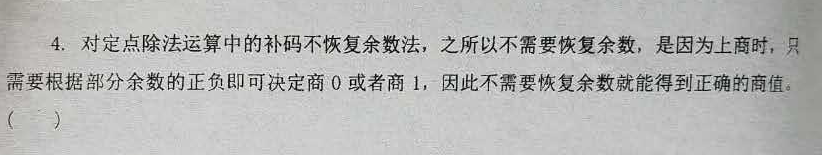 4. 对定点除法运算中的补码不恢复余数法，之所以不需要恢复余数，是因为上商时，只
需要根据部分余数的正负即可决定商 0 或者商 1，因此不需要恢复余数就能得到正确的商值。
(    )